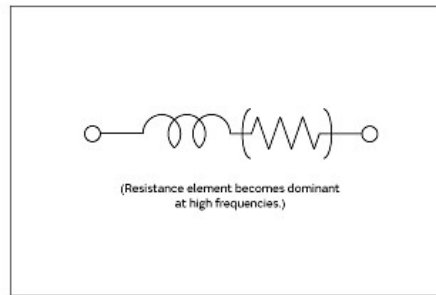 (Resistance element becomes dominant
at high frequencies.)